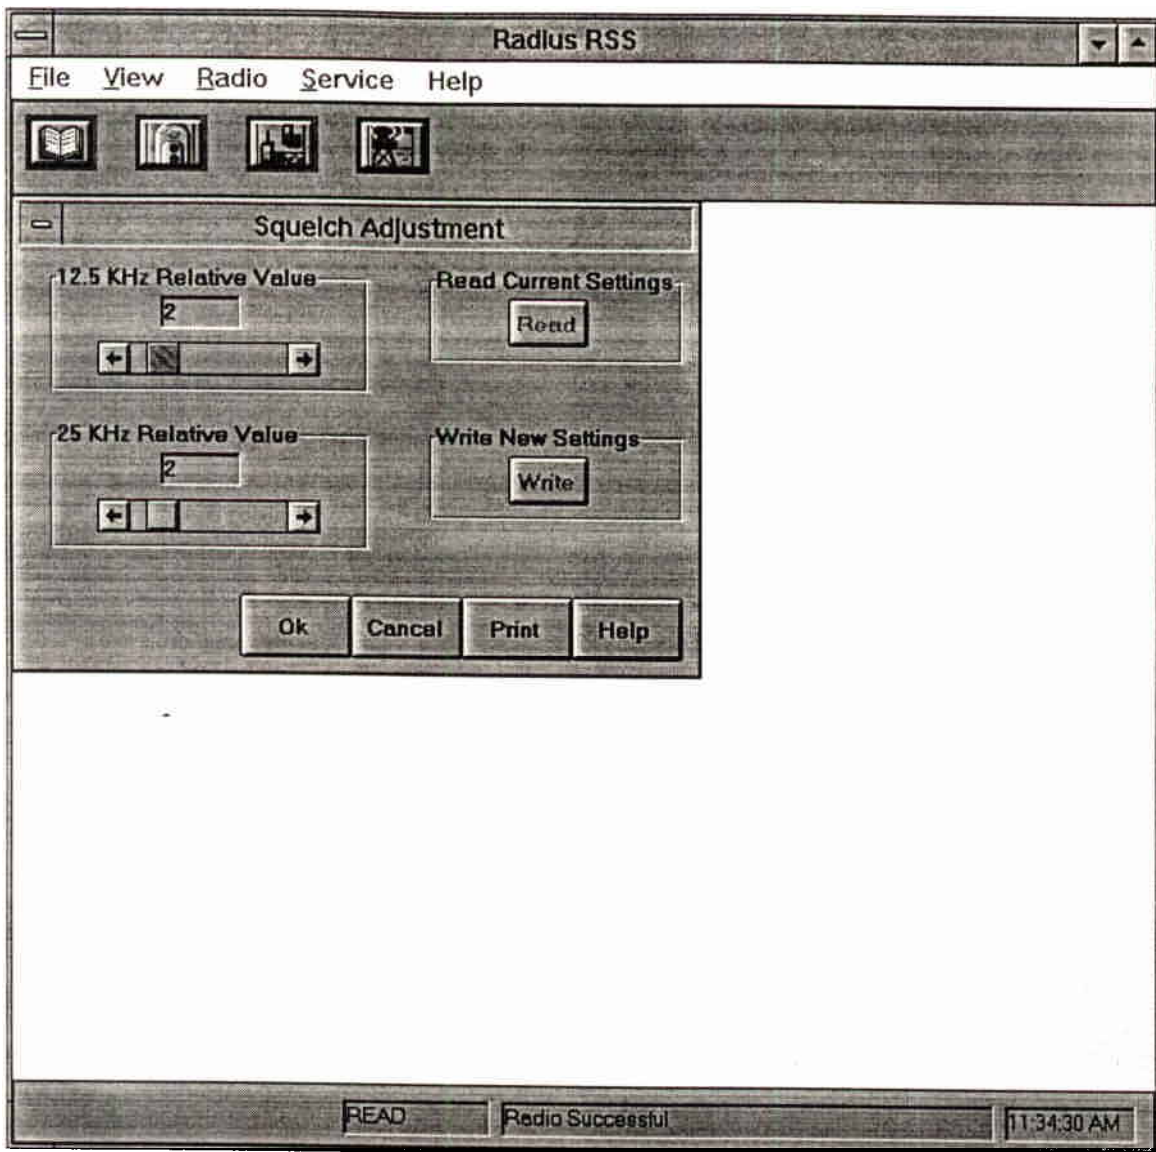 Radius RSS
File View Radio Service Help
Squelch Adjustment
12.5 KHz Relative Value
2
Read Current Settings
Read
25 KHz Relative Value
2
Write New Settings
Write
Ok Cancel Print Help
READ Radio Successful 11:34:30 AM